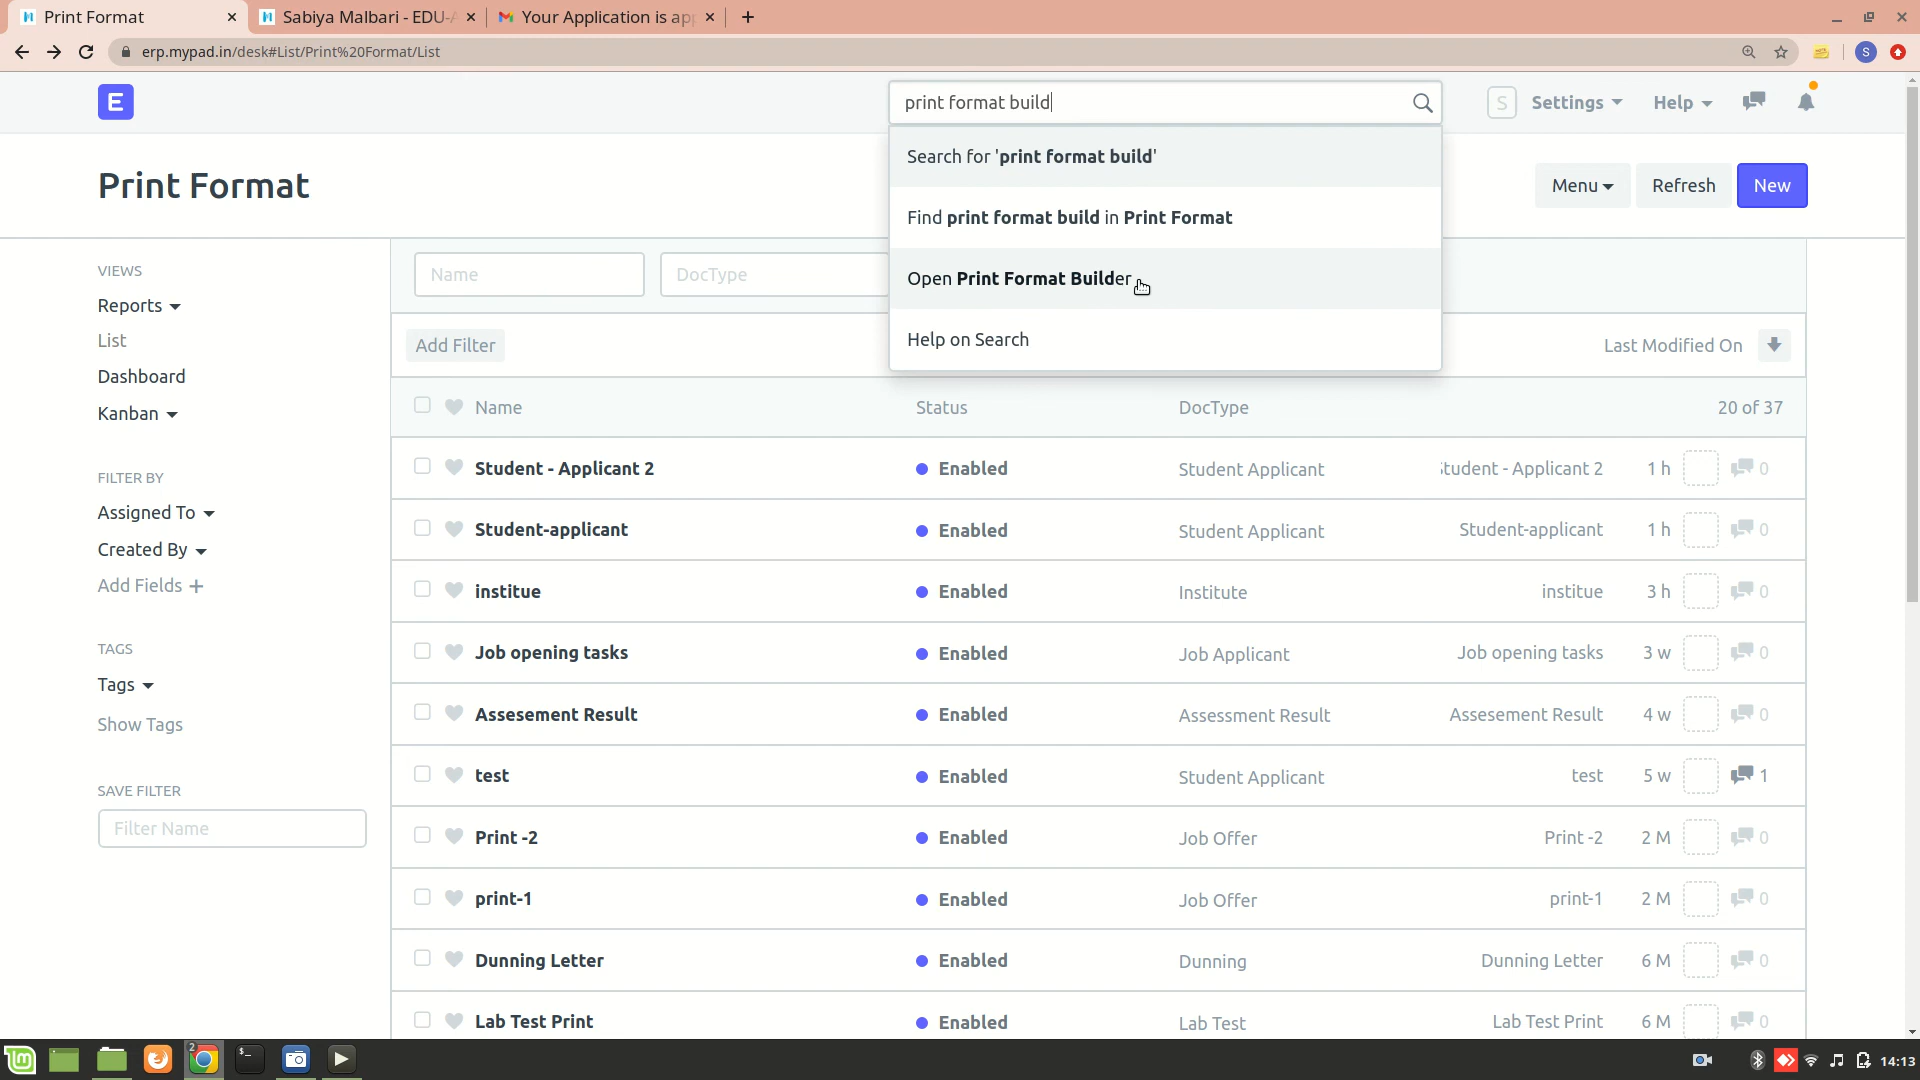 Print Format
Sabiya Malbari - EDU-A
Your Application is app
erp.mypad.in/desk#List/Print%20Format/List
S
E
print format build
S
Settings
Help
Search for 'print format build'
Find print format build in Print Format
Open Print Format Builder
Help on Search
Print Format
Menu
Refresh
New
VIEWS
Reports
List
Dashboard
Kanban
FILTER BY
Assigned To
Created By
Add Fields +
TAGS
Tags
Show Tags
SAVE FILTER
Filter Name
Name
DocType
Add Filter
Last Modified On
Name Status DocType 20 of 37
Student - Applicant 2 Enabled Student Applicant Student - Applicant 2 1 h 0
Student-applicant Enabled Student Applicant Student-applicant 1 h 0
institue Enabled Institute institue 3 h 0
Job opening tasks Enabled Job Applicant Job opening tasks 3 w 0
Assesement Result Enabled Assessment Result Assesement Result 4 w 0
test Enabled Student Applicant test 5 w 1
Print -2 Enabled Job Offer Print -2 2 M 0
print-1 Enabled Job Offer print-1 2 M 0
Dunning Letter Enabled Dunning Dunning Letter 6 M 0
Lab Test Print Enabled Lab Test Lab Test Print 6 M 0
2
14:13